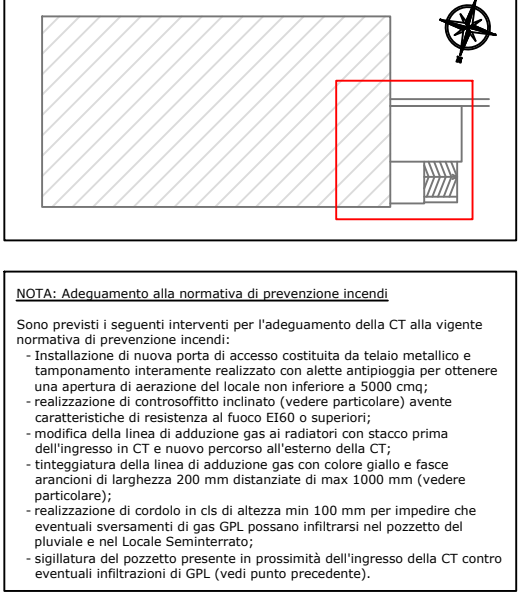 NOTA: Adeguamento alla normativa di prevenzione incendi
Sono previsti i seguenti interventi per l'adeguamento della CT alla vigente
normativa di prevenzione incendi:
- Installazione di nuova porta di accesso costituita da telaio metallico e
tamponamento interamente realizzato con alette antipioggia per ottenere
una apertura di aerazione del locale non inferiore a 5000 cmq;
- realizzazione di controsoffitto inclinato (vedere particolare) avente
caratteristiche di resistenza al fuoco EI60 o superiori;
- modifica della linea di adduzione gas ai radiatori con stacco prima
dell'ingresso in CT e nuovo percorso all'esterno della CT;
- tinteggiatura della linea di adduzione gas con colore giallo e fasce
arancioni di larghezza 200 mm distanziate di max 1000 mm (vedere
particolare);
- realizzazione di cordolo in cls di altezza min 100 mm per impedire che
eventuali sversamenti di gas GPL possano infiltrarsi nel pozzetto del
pluviale e nel Locale Seminterrato;
- sigillatura del pozzetto presente in prossimità dell'ingresso della CT contro
eventuali infiltrazioni di GPL (vedi punto precedente).